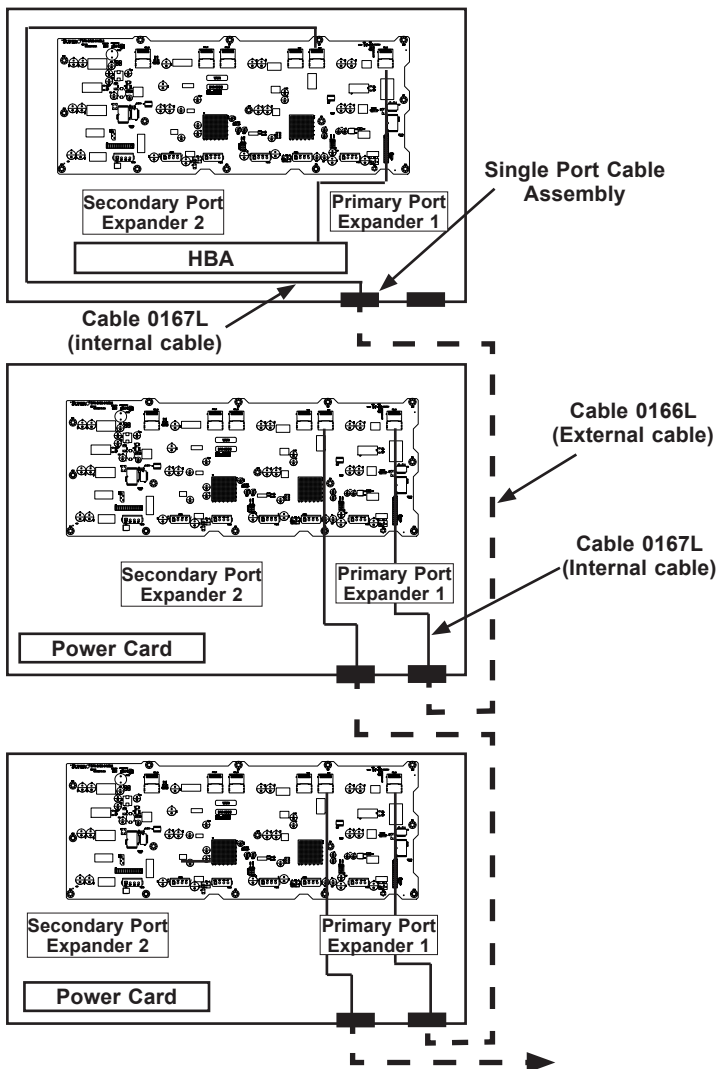 Secondary Port
Expander 2
Primary Port
Expander 1
HBA
Single Port Cable
Assembly
Cable 0167L
(internal cable)
Cable 0166L
(External cable)
Secondary Port
Expander 2
Primary Port
Expander 1
Cable 0167L
(Internal cable)
Power Card
Secondary Port
Expander 2
Primary Port
Expander 1
Power Card